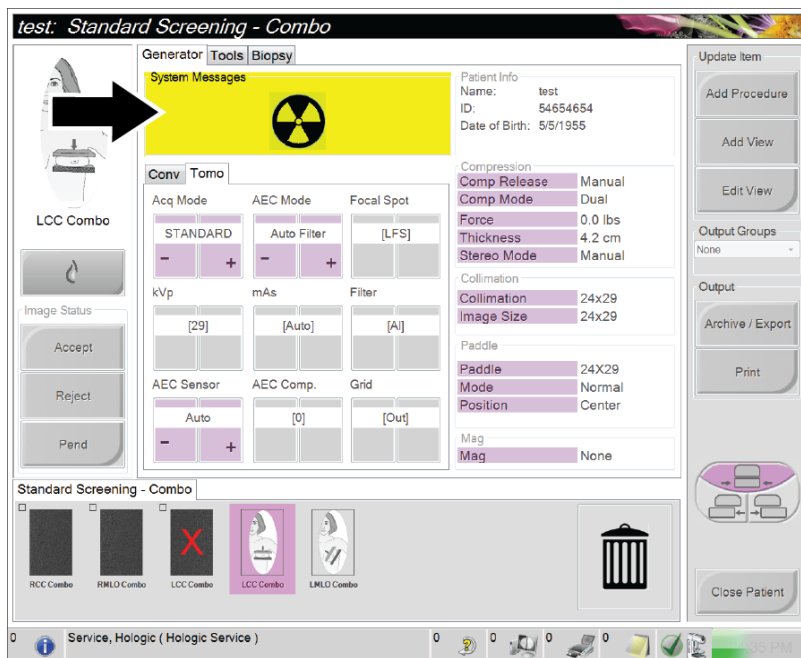 test: Standard Screening - Combo
Generator Tools Biopsy
System Messages
Patient Info
Name: test
ID: 54654654
Date of Birth: 5/5/1955
LCC Combo
Image Status
Accept
Reject
Pend
Conv Tomo
Acq Mode AEC Mode Focal Spot
STANDARD Auto Filter [LFS]
- + - +
kVp mAs Filter
[29] [Auto] [Al]
AEC Sensor AEC Comp. Grid
Auto [0] [Out]
- +
Compression
Comp Release Manual
Comp Mode Dual
Force 0.0 lbs
Thickness 4.2 cm
Stereo Mode Manual
Collimation
Collimation 24x29
Image Size 24x29
Paddle
Paddle 24X29
Mode Normal
Position Center
Mag
Mag None
Update Item
Add Procedure
Add View
Edit View
Output Groups
None
Output
Archive / Export
Print
Close Patient
Standard Screening - Combo
X
RCC Combo RMLO Combo LCC Combo LCC Combo LMLO Combo
0 Service, Hologic ( Hologic Service ) 0 0 0 0